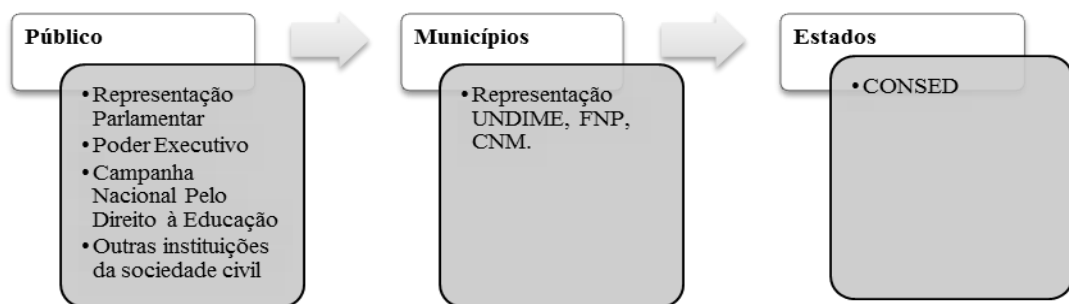 Público
• Representação
Parlamentar
• Poder Executivo
• Campanha
Nacional Pelo
Direito à Educação
• Outras instituições
da sociedade civil
Municípios
• Representação
UNDIME, FNP,
CNM.
Estados
• CONSED